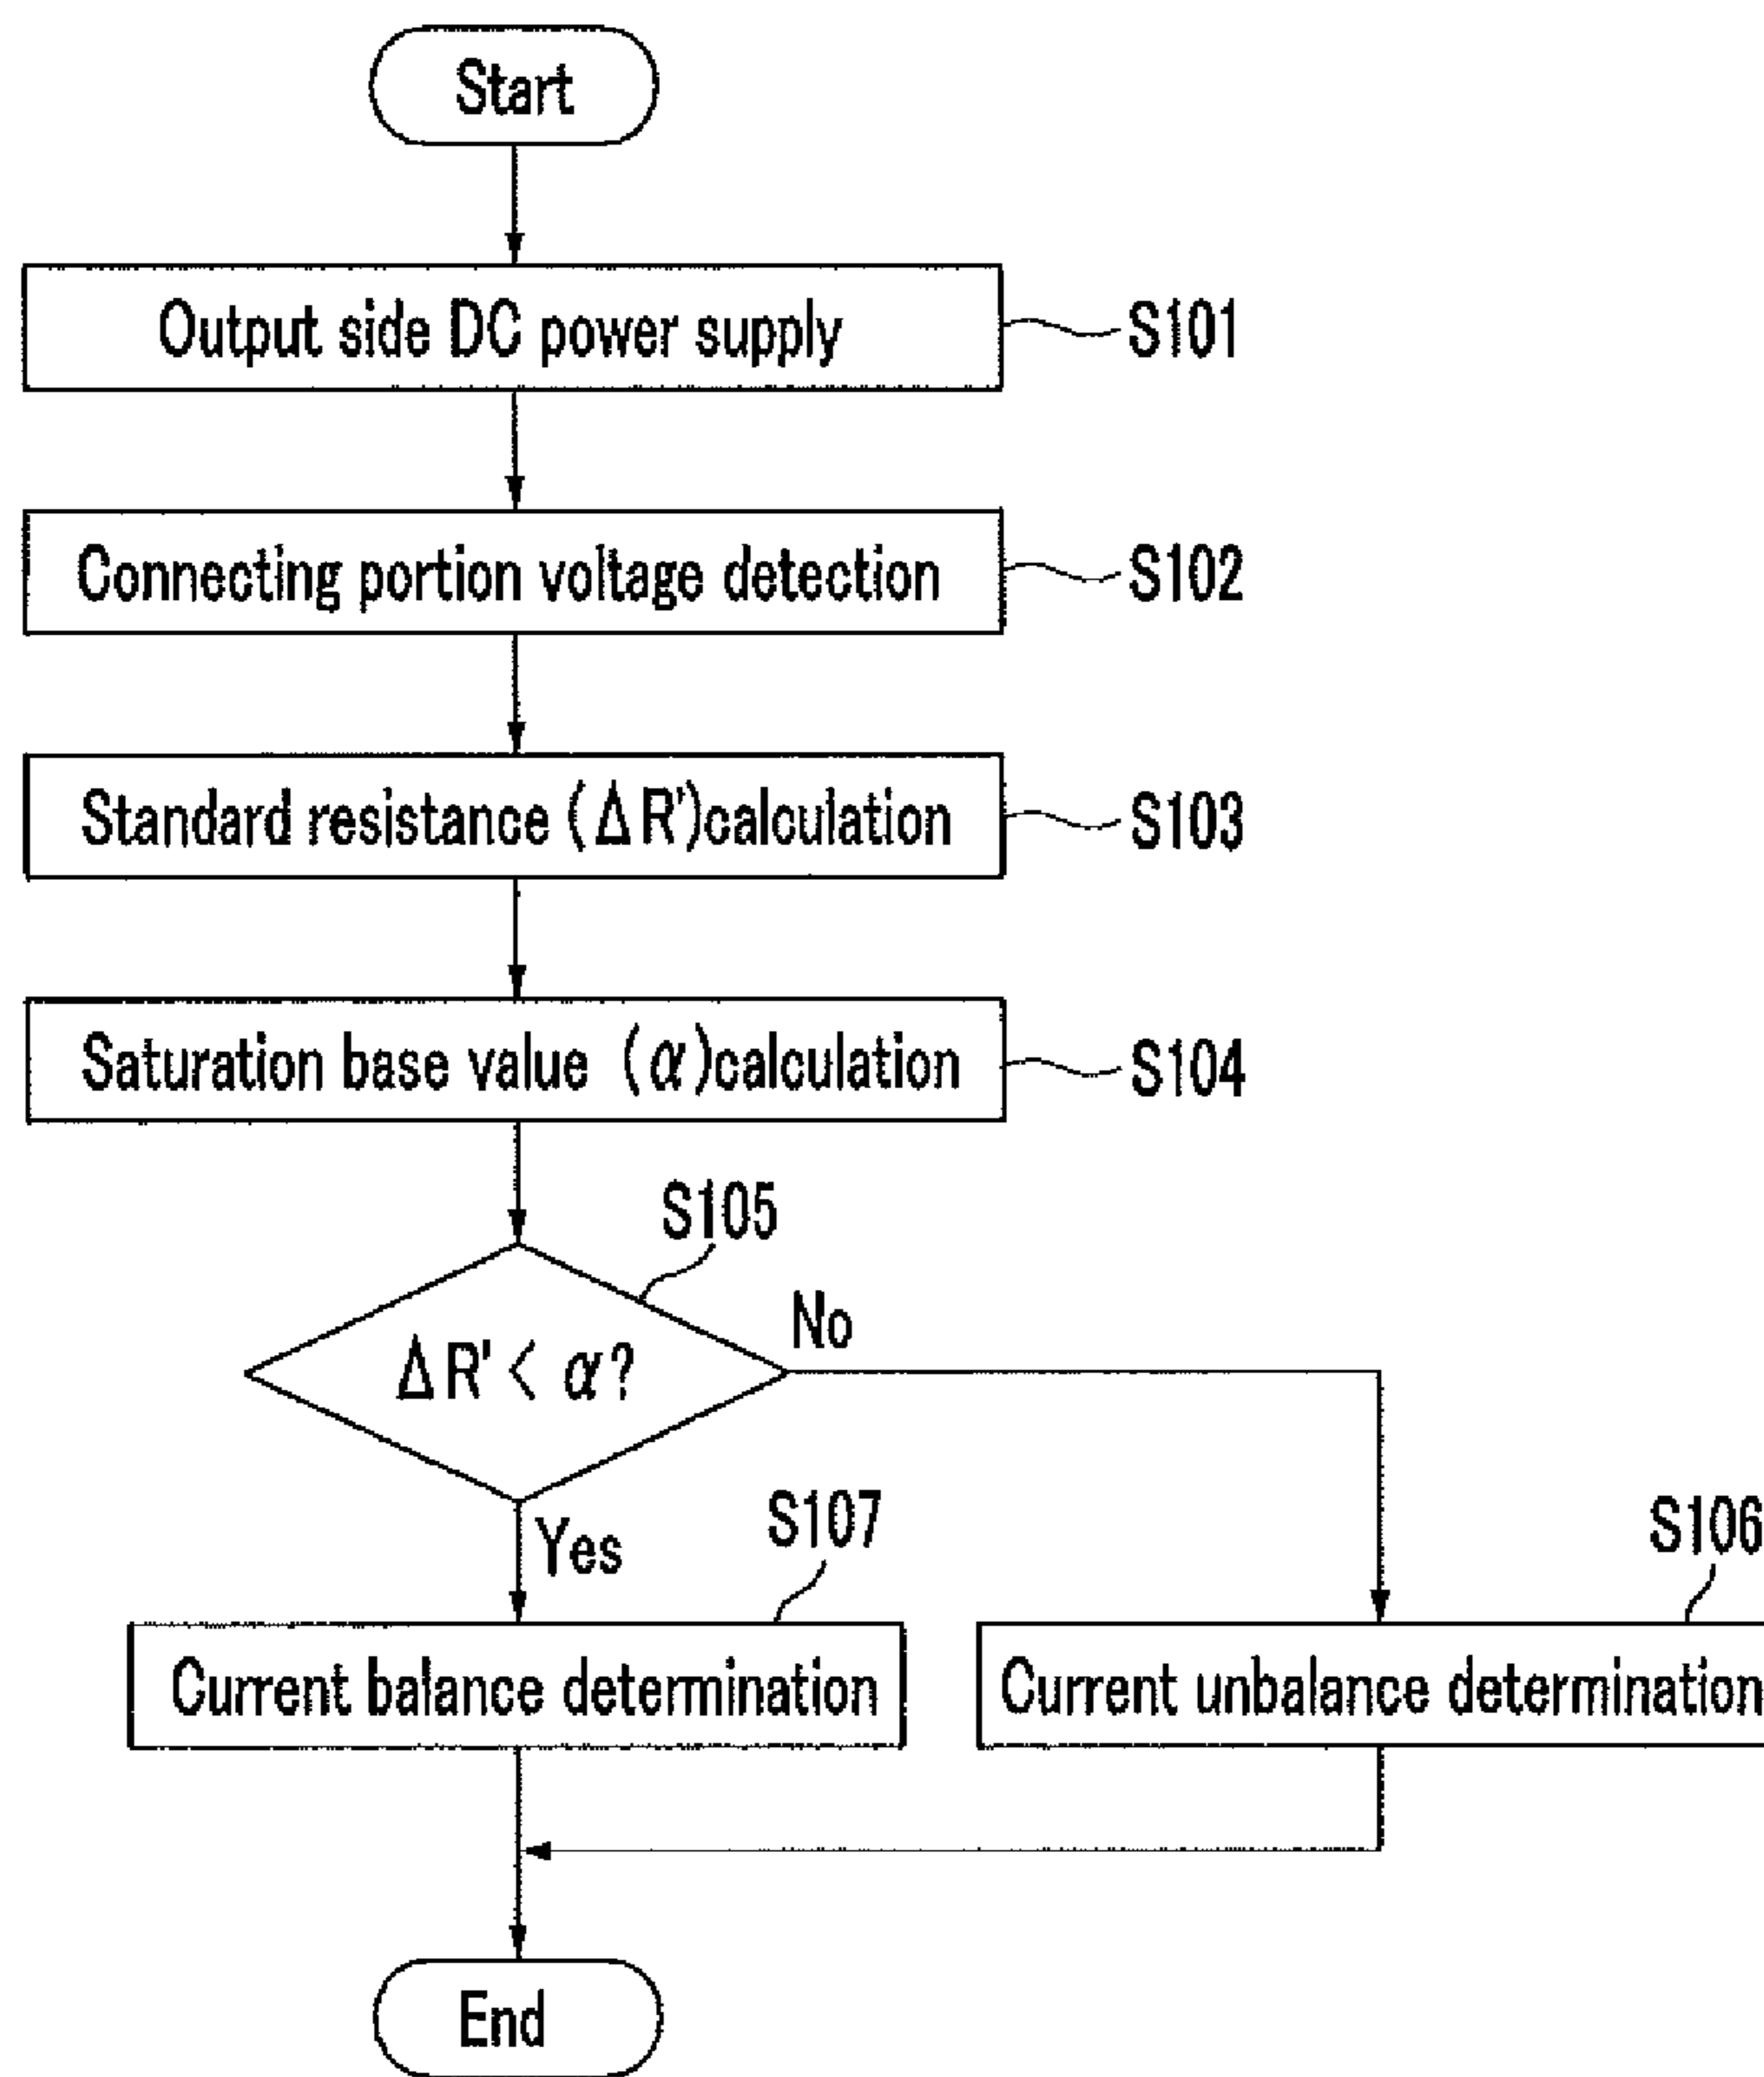 Start
Output side DC power supply
S101
Connecting portion voltage detection
S102
Standard resistance (ΔR')calculation
S103
Saturation base value (α)calculation
S104
S105
ΔR'< α?
No
Yes
S107
S106
Current balance determination
Current unbalance determination
End